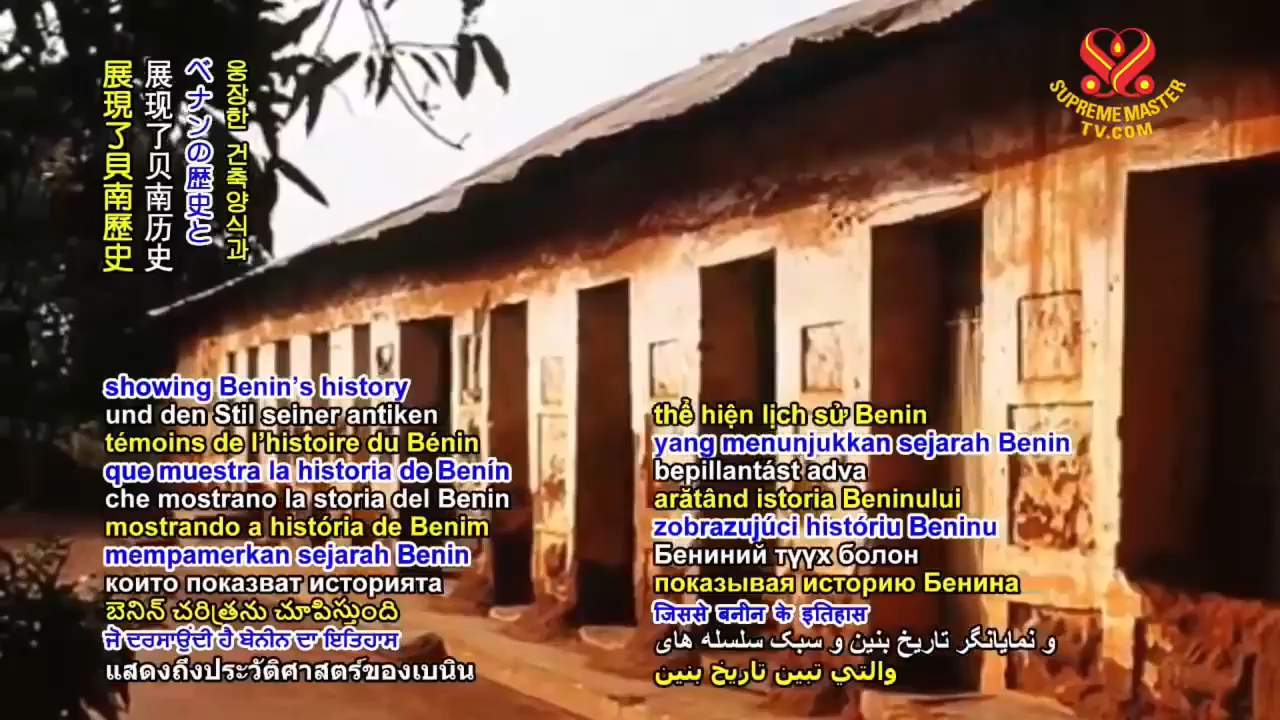 웅장한 건축양식과
ベナンの歴史と
展现了贝南历史
展現了貝南歷史
SUPREME MASTER
TV.COM
showing Benin's history
und den Stil seiner antiken
témoins de l'histoire du Bénin
que muestra la historia de Benín
che mostrano la storia del Benin
mostrando a história de Benim
mempamerkan sejarah Benin
които показват историята
బెనిన్ చరిత్రను చూపిస్తుంది
ਜੋ ਦਰਸਾਉਂਦੀ ਹੈ ਬੇਨੀਨ ਦਾ ਇਤਿਹਾਸ
แสดงถึงประวัติศาสตร์ของเบนิน
thể hiện lịch sử Benin
yang menunjukkan sejarah Benin
bepillantást adva
arătând istoria Beninului
zobrazujúci históriu Beninu
Бениний түүх болон
показывая историю Бенина
जिससे बनीन के इतिहास
و نمایانگر تاریخ بنین و سبک سلسله های
والتي تبين تاريخ بنين